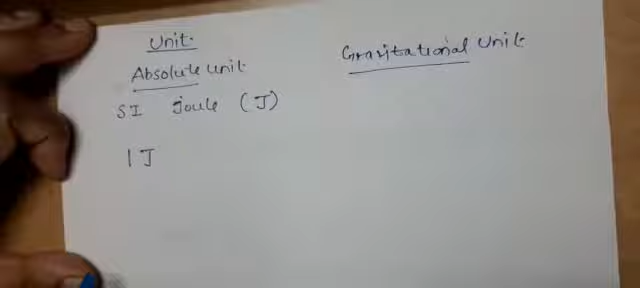 Unit.
Absolute unit
Gravitational Unit
SI joule (J)
1 J